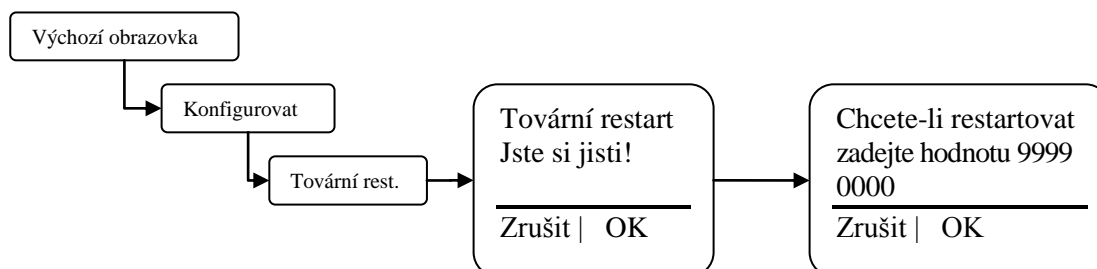 Výchozí obrazovka
Konfigurovat
Tovární rest.
Tovární restart
Jste si jisti!
Zrušit | OK
Chcete-li restartovat
zadejte hodnotu 9999
0000
Zrušit | OK